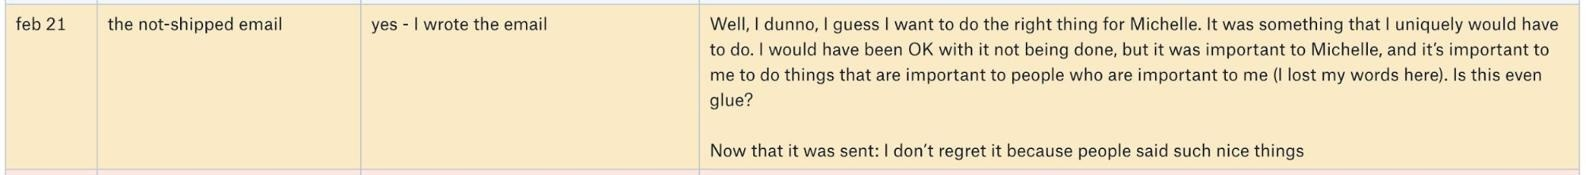 feb 21
the not-shipped email
yes - I wrote the email
Well, I dunno, I guess I want to do the right thing for Michelle. It was something that I uniquely would have
to do. I would have been OK with it not being done, but it was important to Michelle, and it’s important to
me to do things that are important to people who are important to me (I lost my words here). Is this even
glue?
Now that it was sent: I don’t regret it because people said such nice things